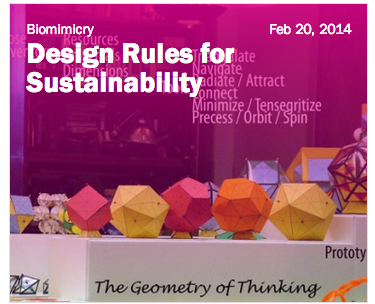 Biomimicry
Feb 20, 2014
Design Rules for
Sustainability
Resources
Dimensions
Navigate
/ Attract
Connect
Minimize / Tensegritize
Precess / Orbit / Spin
Prototy
The Geometry of Thinking